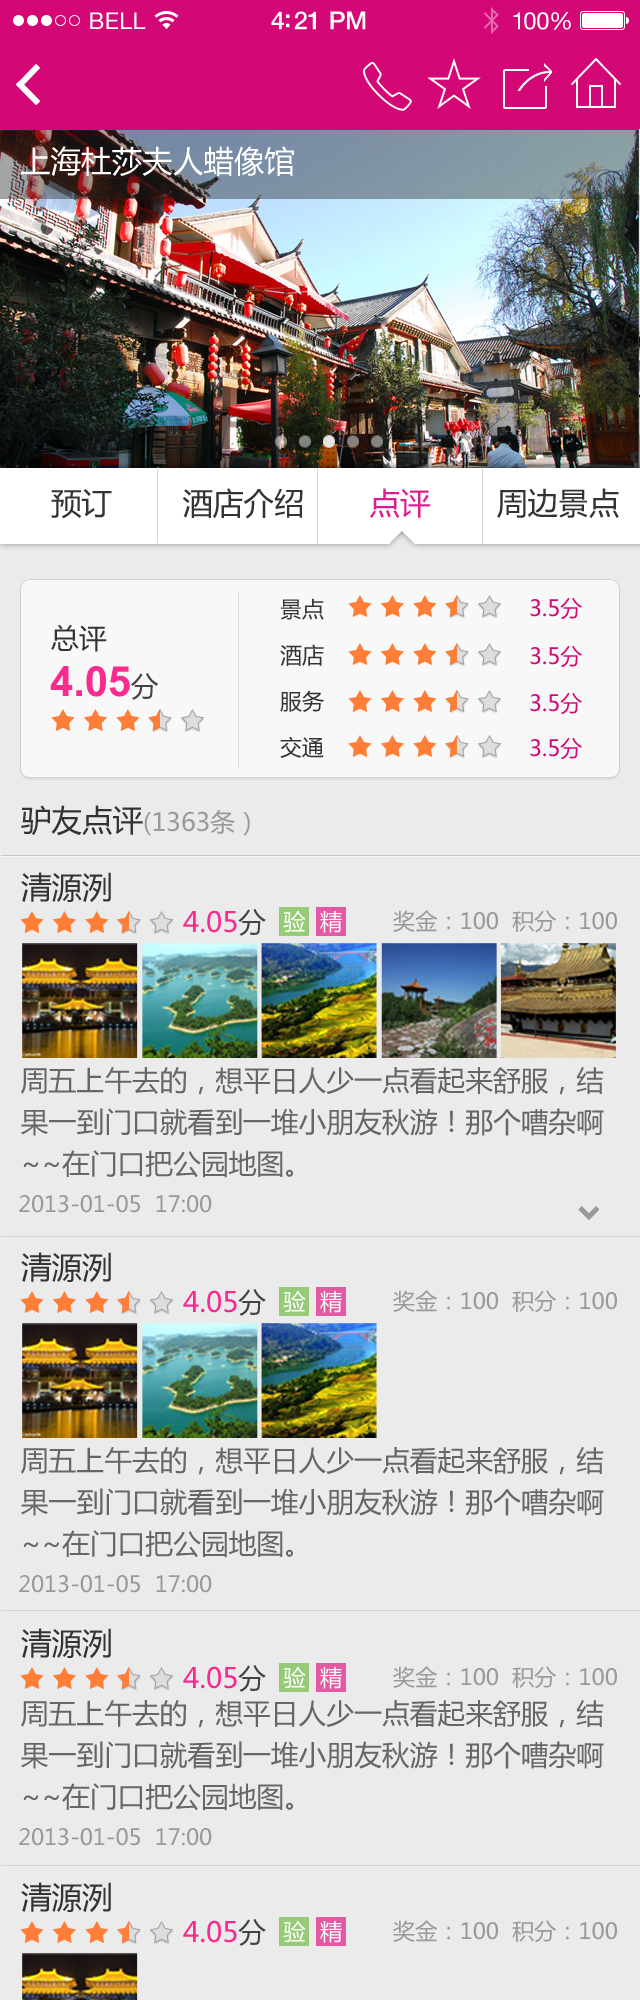 BELL 4:21 PM 100%
上海杜莎夫人蜡像馆
预订 酒店介绍 点评 周边景点
总评
4.05分
景点 3.5分
酒店 3.5分
服务 3.5分
交通 3.5分
驴友点评(1363条 )
清源洌
4.05分 验 精 奖金：100 积分：100
周五上午去的，想平日人少一点看起来舒服，结
果一到门口就看到一堆小朋友秋游！那个嘈杂啊
~~在门口把公园地图。
2013-01-05 17:00
清源洌
4.05分 验 精 奖金：100 积分：100
周五上午去的，想平日人少一点看起来舒服，结
果一到门口就看到一堆小朋友秋游！那个嘈杂啊
~~在门口把公园地图。
2013-01-05 17:00
清源洌
4.05分 验 精 奖金：100 积分：100
周五上午去的，想平日人少一点看起来舒服，结
果一到门口就看到一堆小朋友秋游！那个嘈杂啊
~~在门口把公园地图。
2013-01-05 17:00
清源洌
4.05分 验 精 奖金：100 积分：100